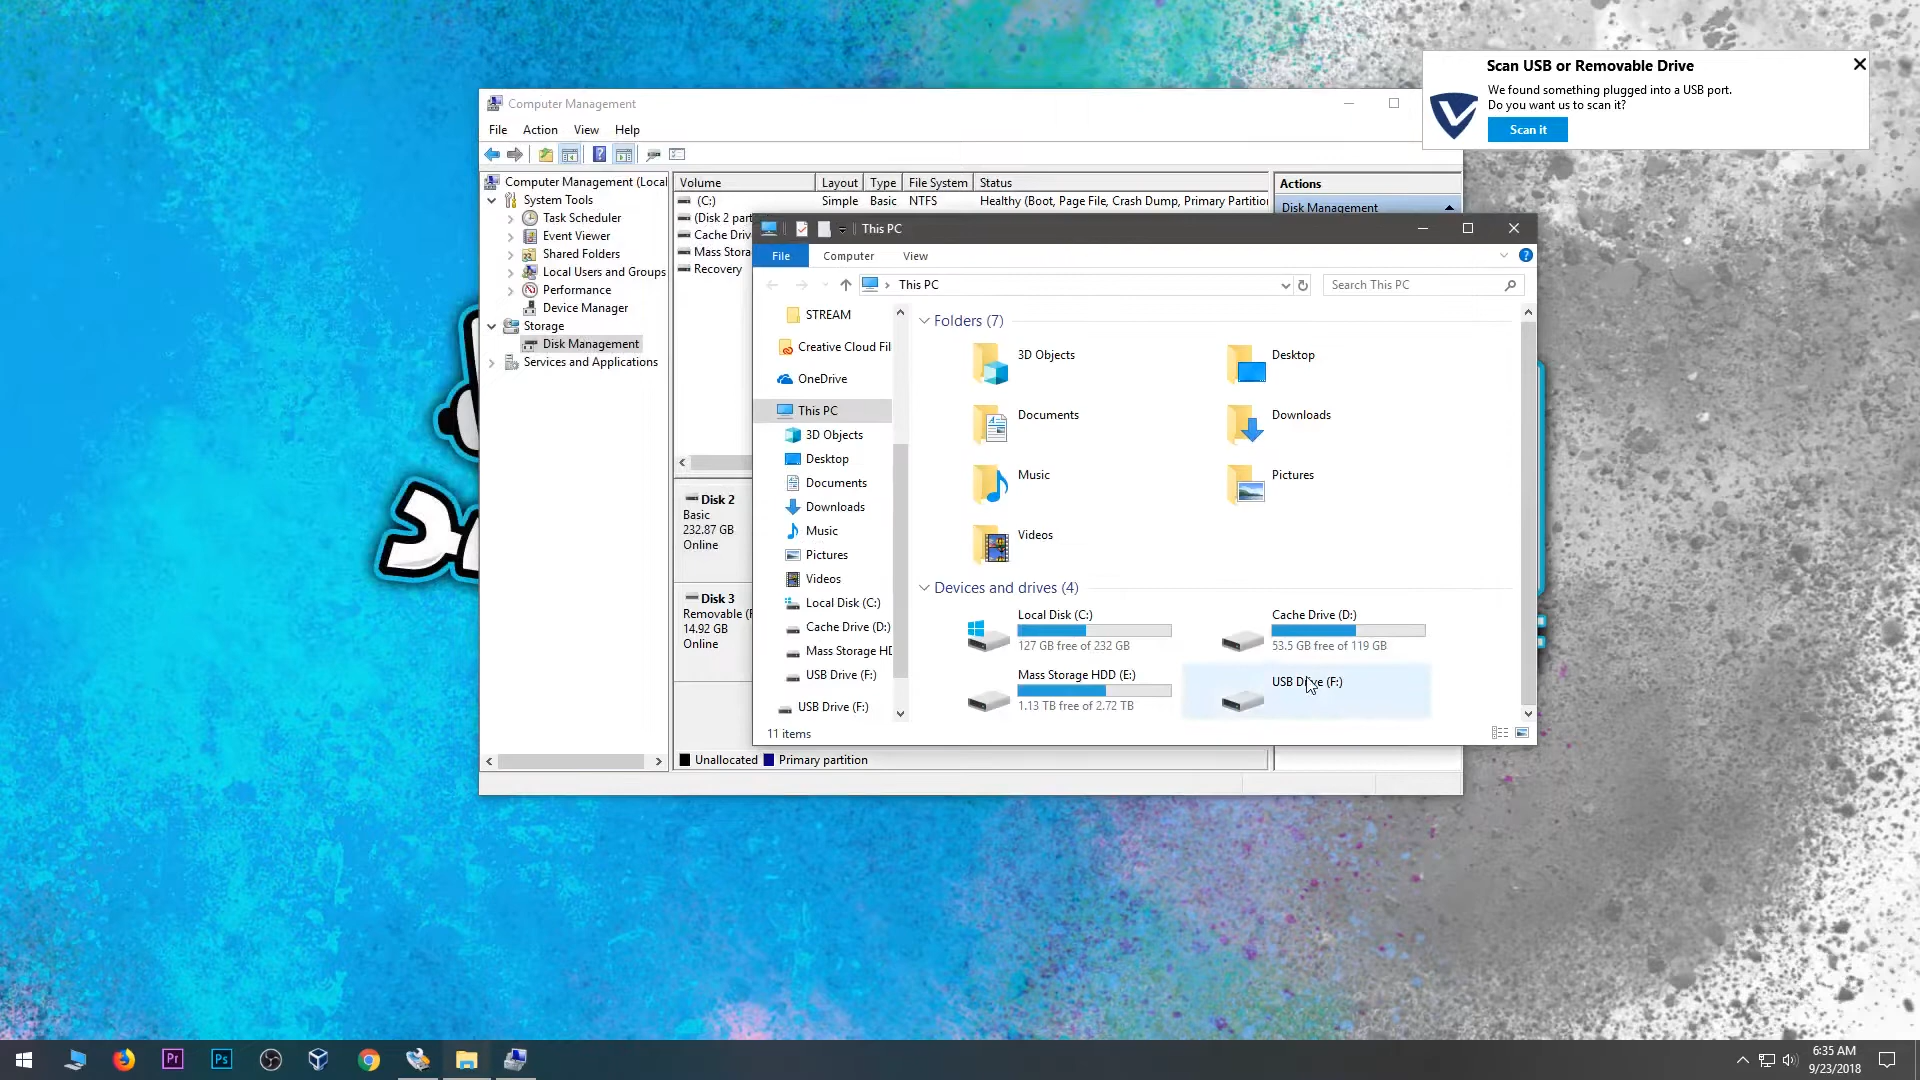 Scan USB or Removable Drive
We found something plugged into a USB port.
Do you want us to scan it?
Scan it
Computer Management
File Action View Help
Computer Management (Local
System Tools
Task Scheduler
Event Viewer
Shared Folders
Local Users and Groups
Performance
Device Manager
Storage
Disk Management
Services and Applications
Volume Layout Type File System Status
(C:) Simple Basic NTFS Healthy (Boot, Page File, Crash Dump, Primary Partitio
(Disk 2 part
Cache Driv
Mass Stora
Recovery
Actions
Disk Management
Disk 2
Basic
232.87 GB
Online
Disk 3
Removable (F
14.92 GB
Online
Unallocated Primary partition
This PC
File Computer View
This PC
Search This PC
STREAM
Creative Cloud Fil
OneDrive
This PC
3D Objects
Desktop
Documents
Downloads
Music
Pictures
Videos
Local Disk (C:)
Cache Drive (D:)
Mass Storage HD
USB Drive (F:)
USB Drive (F:)
Folders (7)
3D Objects
Desktop
Documents
Downloads
Music
Pictures
Videos
Devices and drives (4)
Local Disk (C:)
127 GB free of 232 GB
Cache Drive (D:)
53.5 GB free of 119 GB
Mass Storage HDD (E:)
1.13 TB free of 2.72 TB
USB Drive (F:)
11 items
Pr
Ps
6:35 AM
9/23/2018